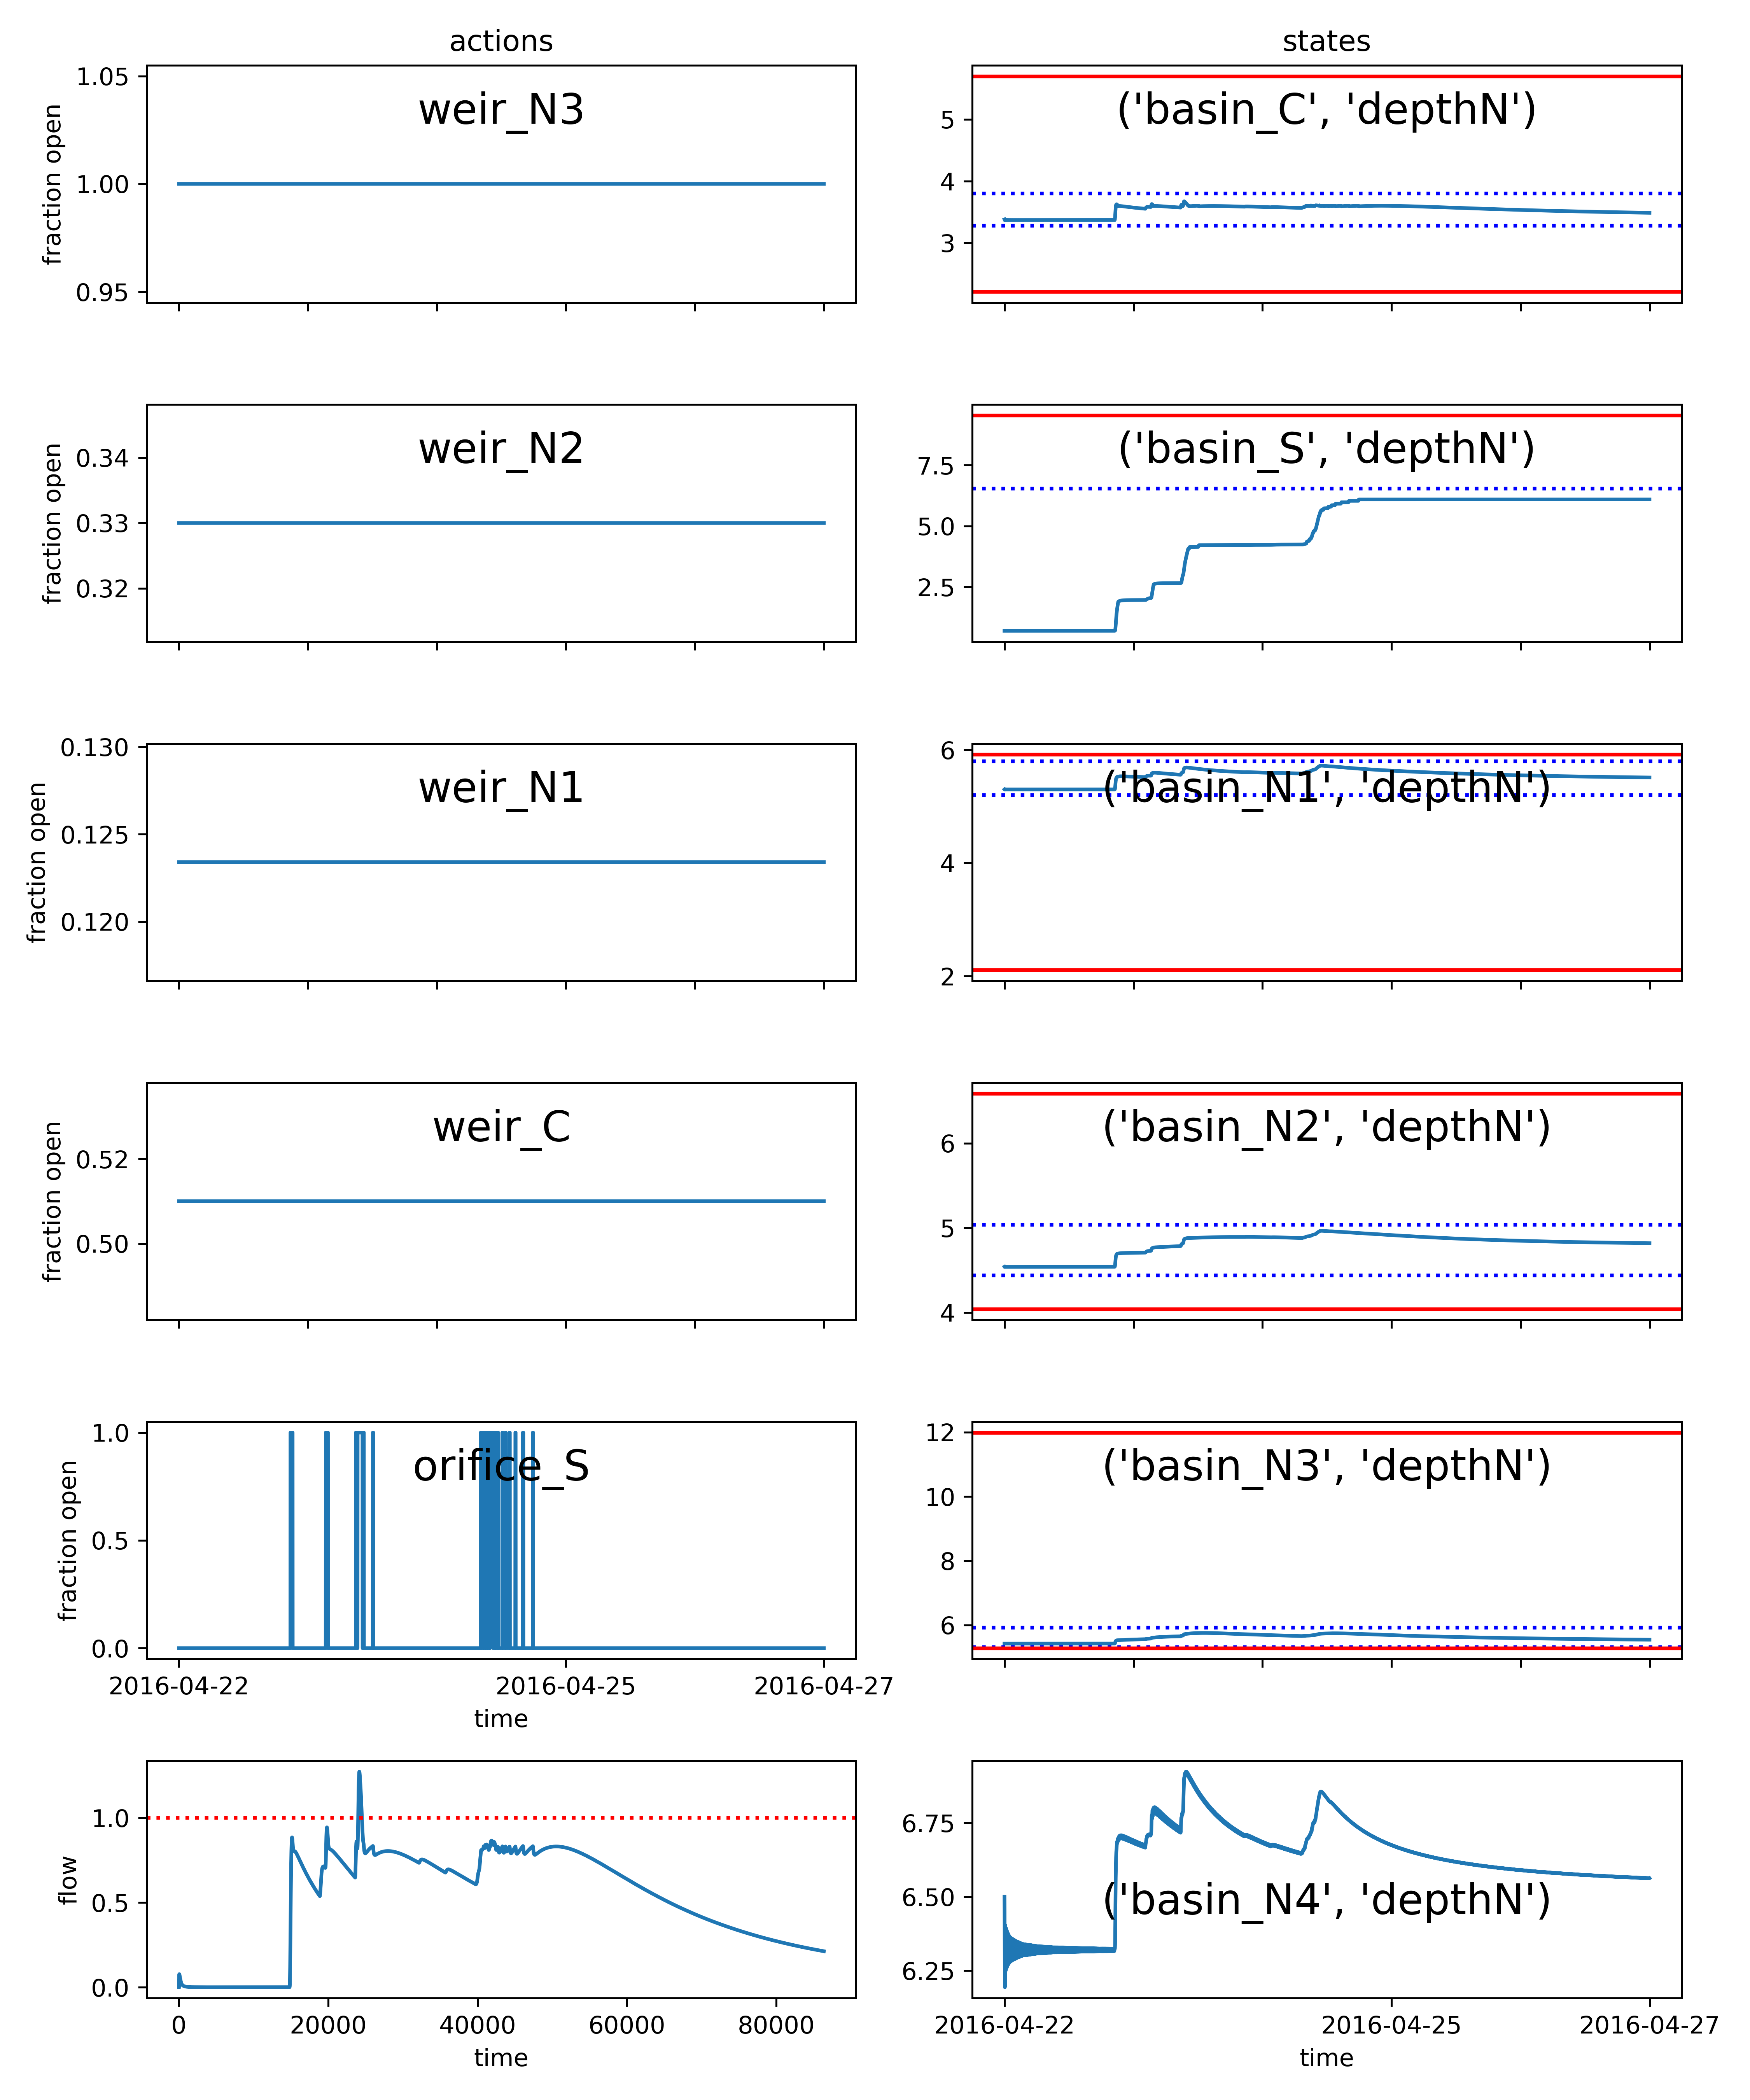 actions
states
1.05
1.00
0.95
fraction open
weir_N3
5
4
3
('basin_C', 'depthN')
0.34
0.33
0.32
fraction open
weir_N2
7.5
5.0
2.5
('basin_S', 'depthN')
0.130
0.125
0.120
fraction open
weir_N1
6
4
2
('basin_N1', 'depthN')
0.52
0.50
fraction open
weir_C
6
5
4
('basin_N2', 'depthN')
1.0
0.5
0.0
fraction open
orifice_S
2016-04-22 2016-04-25 2016-04-27
time
12
10
8
6
('basin_N3', 'depthN')
1.0
0.5
0.0
flow
0 20000 40000 60000 80000
time
6.75
6.50
6.25
('basin_N4', 'depthN')
2016-04-22 2016-04-25 2016-04-27
time